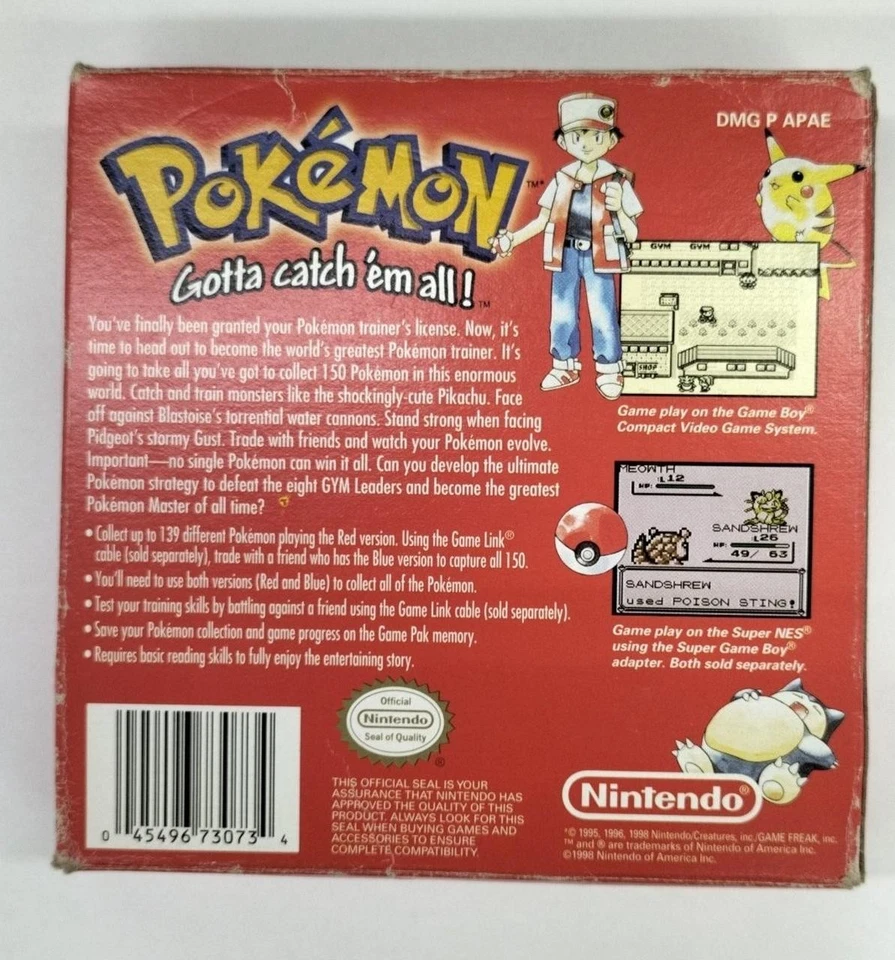 DMG P APAE
POKéMON™
Gotta catch 'em all!™
You've finally been granted your Pokémon trainer's license. Now, it's
time to head out to become the world's greatest Pokémon trainer. It's
going to take all you've got to collect 150 Pokémon in this enormous
world. Catch and train monsters like the shockingly-cute Pikachu. Face
off against Blastoise's torrential water cannons. Stand strong when facing
Pidgeot's stormy Gust. Trade with friends and watch your Pokémon evolve.
Important—no single Pokémon can win it all. Can you develop the ultimate
Pokémon strategy to defeat the eight GYM Leaders and become the greatest
Pokémon Master of all time?
• Collect up to 139 different Pokémon playing the Red version. Using the Game Link®
cable (sold separately), trade with a friend who has the Blue version to capture all 150.
• You'll need to use both versions (Red and Blue) to collect all of the Pokémon.
• Test your training skills by battling against a friend using the Game Link cable (sold separately).
• Save your Pokémon collection and game progress on the Game Pak memory.
• Requires basic reading skills to fully enjoy the entertaining story.
GYM GYM
SHOP
Game play on the Game Boy®
Compact Video Game System.
MEOWTH
:L12
HP:
SANDSHREW
:L26
HP:
49/ 63
SANDSHREW
used POISON STING!
Game play on the Super NES®
using the Super Game Boy®
adapter. Both sold separately.
0 45496 73073 4
Official
Nintendo
Seal of Quality
®
THIS OFFICIAL SEAL IS YOUR
ASSURANCE THAT NINTENDO HAS
APPROVED THE QUALITY OF THIS
PRODUCT. ALWAYS LOOK FOR THIS
SEAL WHEN BUYING GAMES AND
ACCESSORIES TO ENSURE
COMPLETE COMPATIBILITY.
Nintendo®
©1995, 1996, 1998 Nintendo/Creatures, inc./GAME FREAK, inc.
™ and ® are trademarks of Nintendo of America Inc.
©1998 Nintendo of America Inc.